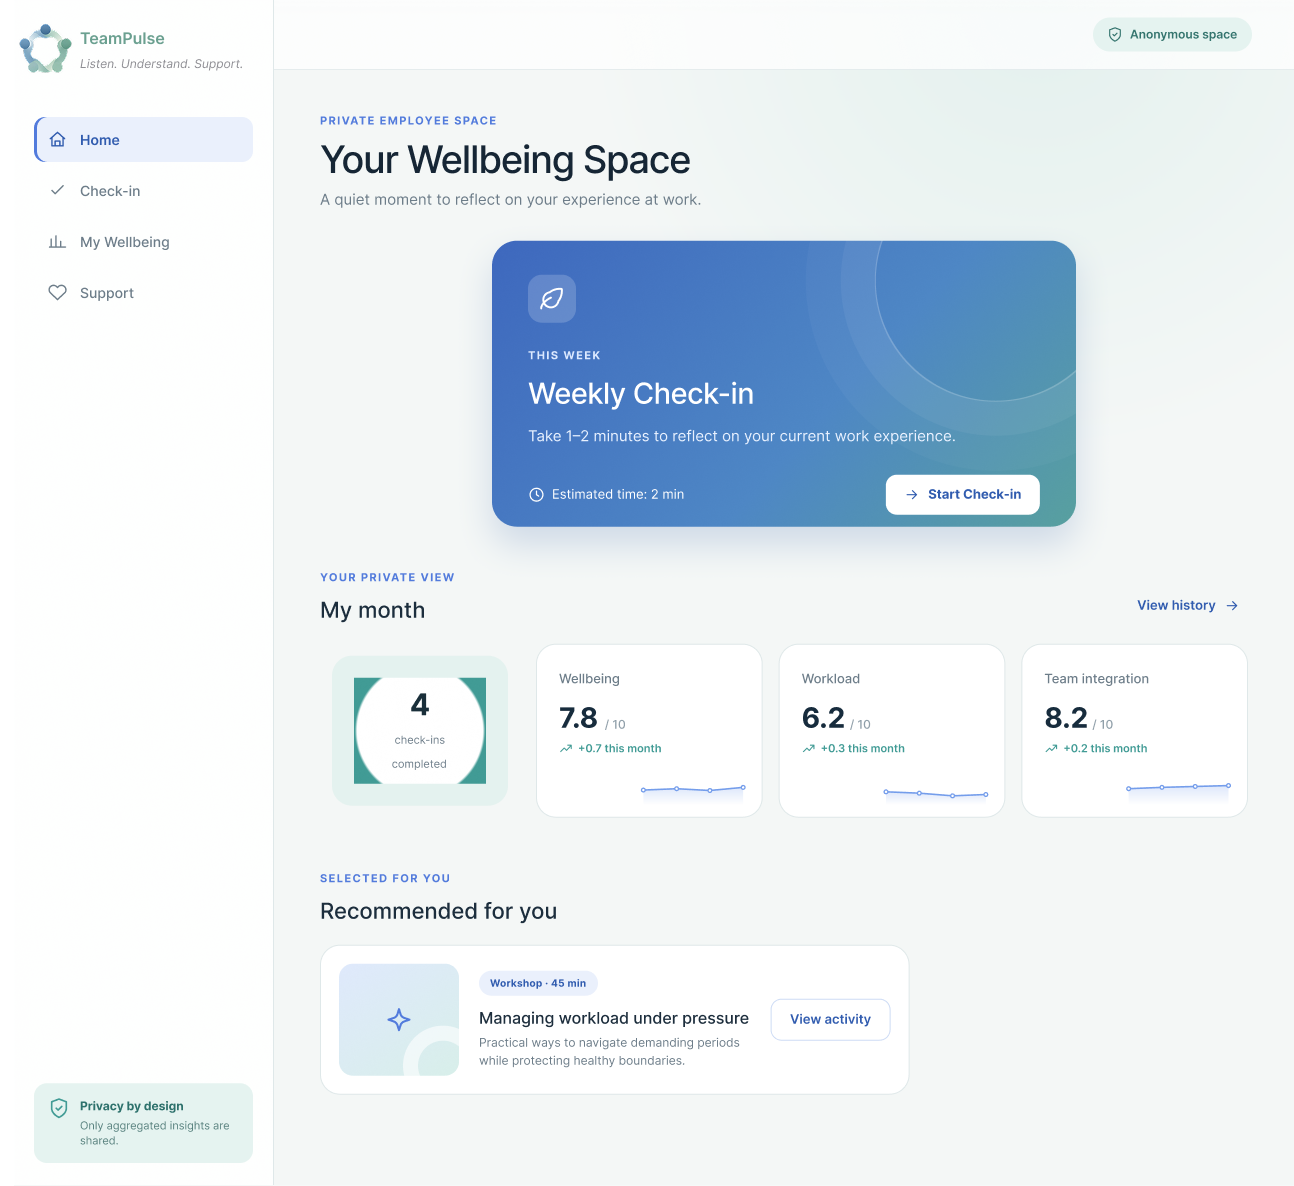 TeamPulse
Listen. Understand. Support.
Anonymous space
Home
Check-in
My Wellbeing
Support
PRIVATE EMPLOYEE SPACE
Your Wellbeing Space
A quiet moment to reflect on your experience at work.
THIS WEEK
Weekly Check-in
Take 1–2 minutes to reflect on your current work experience.
Estimated time: 2 min
Start Check-in
YOUR PRIVATE VIEW
My month
View history
4
check-ins
completed
Wellbeing
7.8 / 10
+0.7 this month
Workload
6.2 / 10
+0.3 this month
Team integration
8.2 / 10
+0.2 this month
SELECTED FOR YOU
Recommended for you
Workshop · 45 min
Managing workload under pressure
Practical ways to navigate demanding periods
while protecting healthy boundaries.
View activity
Privacy by design
Only aggregated insights are
shared.